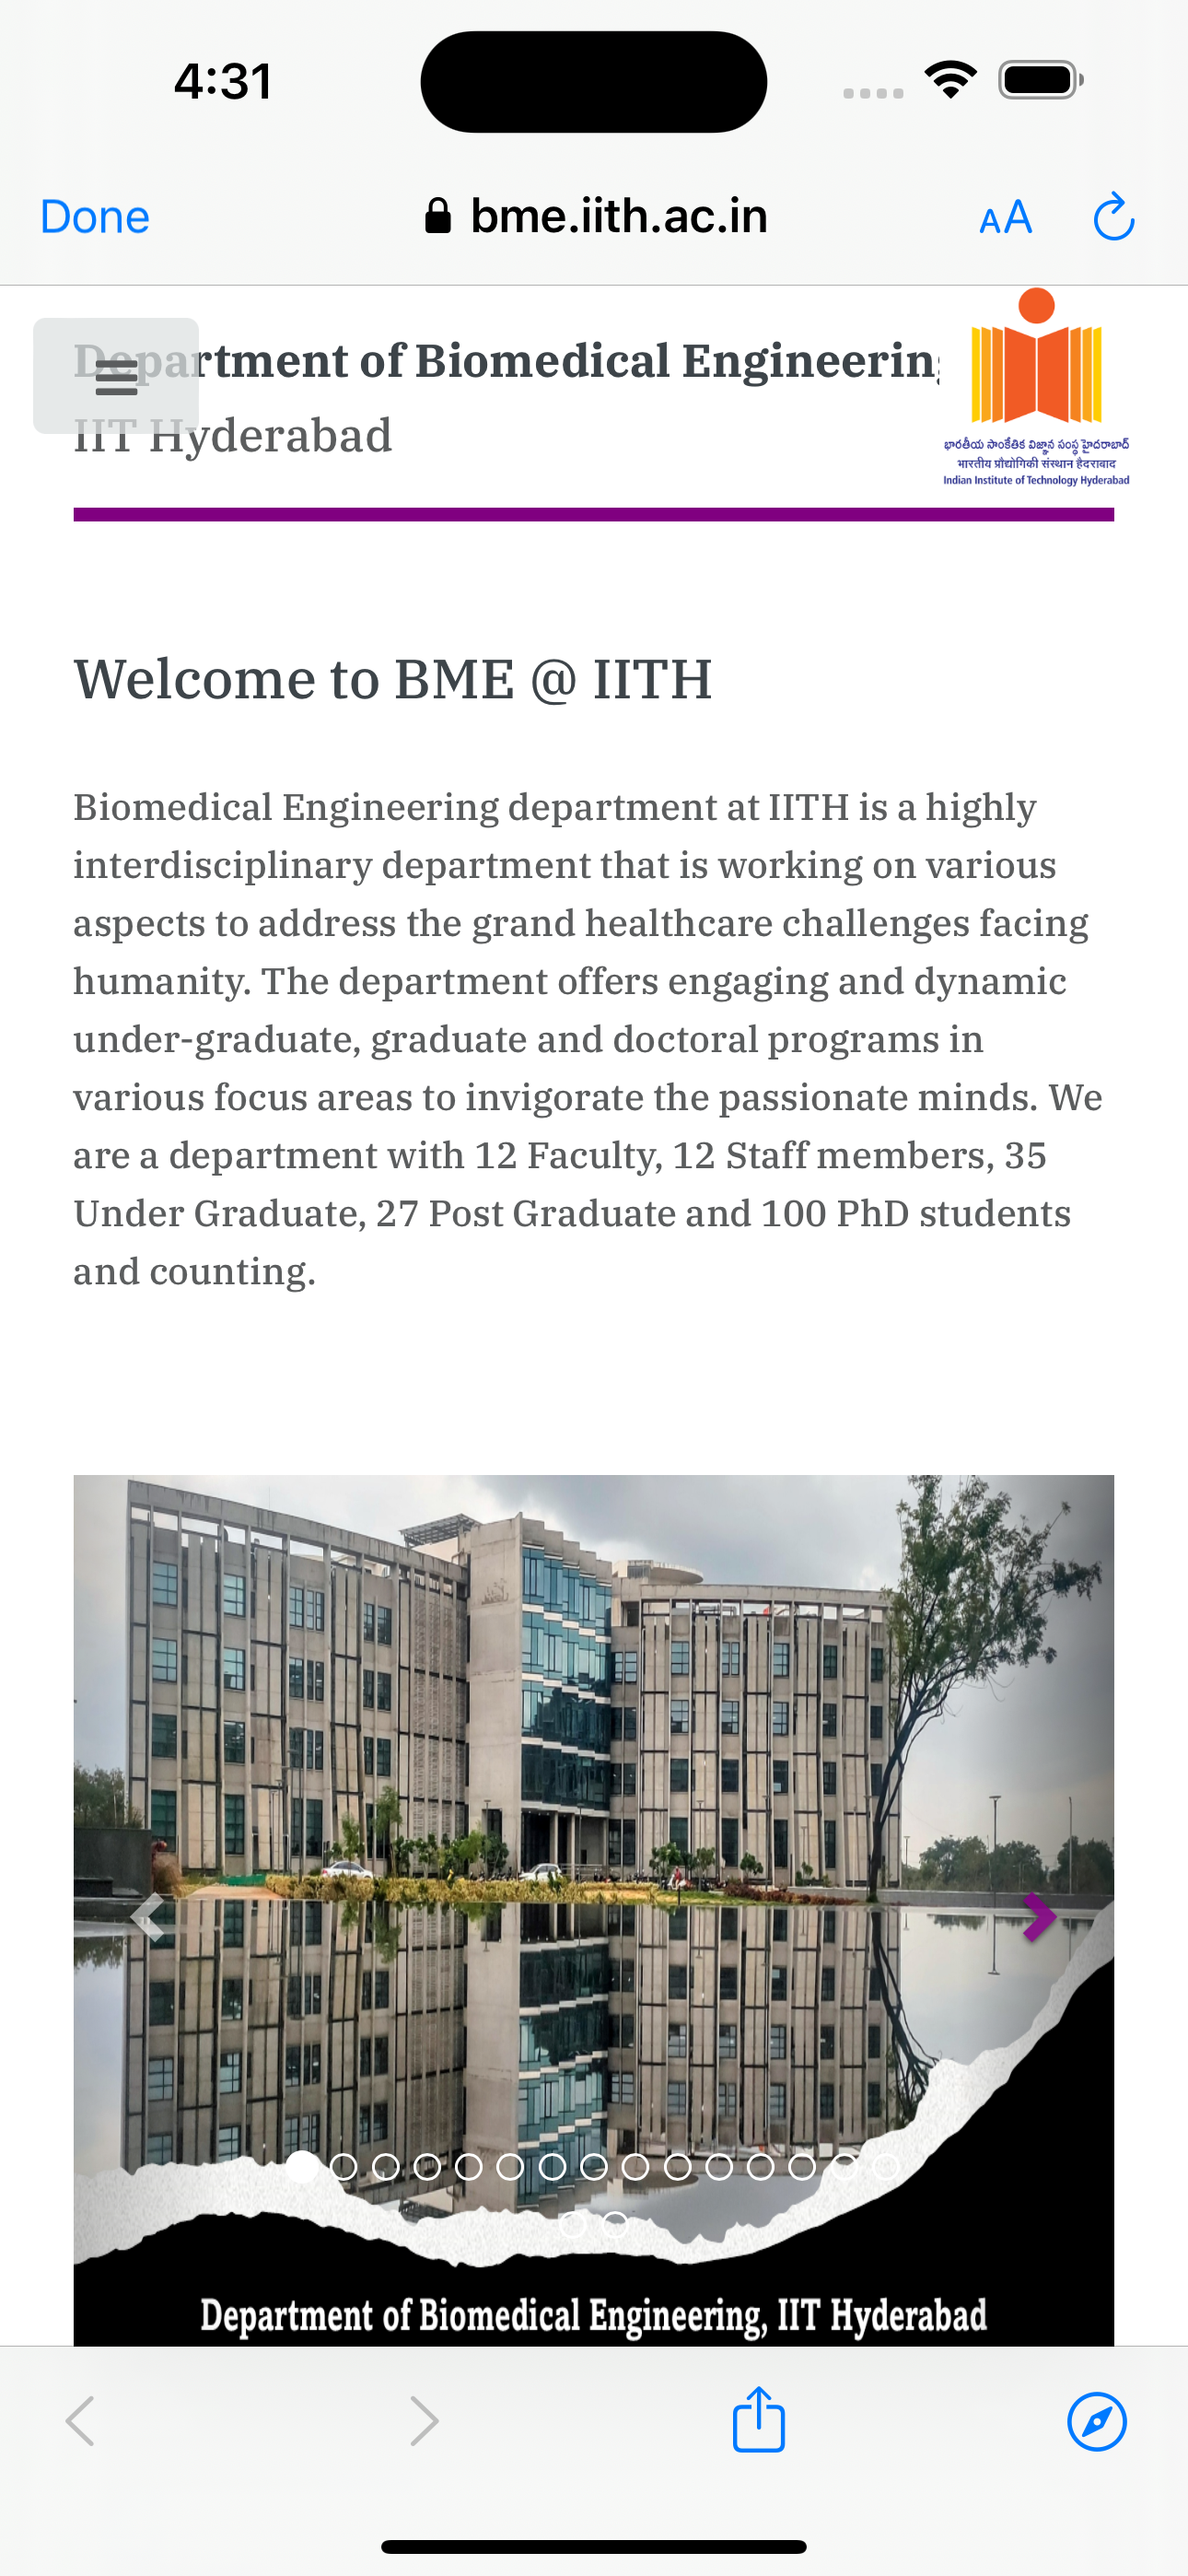 4:31
Done
bme.iith.ac.in
AA
Department of Biomedical Engineering
IIT Hyderabad
భారతీయ సాంకేతిక విజ్ఞాన సంస్థ హైదరాబాద్
भारतीय प्रौद्योगिकी संस्थान हैदराबाद
Indian Institute of Technology Hyderabad
Welcome to BME @ IITH
Biomedical Engineering department at IITH is a highly
interdisciplinary department that is working on various
aspects to address the grand healthcare challenges facing
humanity. The department offers engaging and dynamic
under-graduate, graduate and doctoral programs in
various focus areas to invigorate the passionate minds. We
are a department with 12 Faculty, 12 Staff members, 35
Under Graduate, 27 Post Graduate and 100 PhD students
and counting.
Department of Biomedical Engineering, IIT Hyderabad